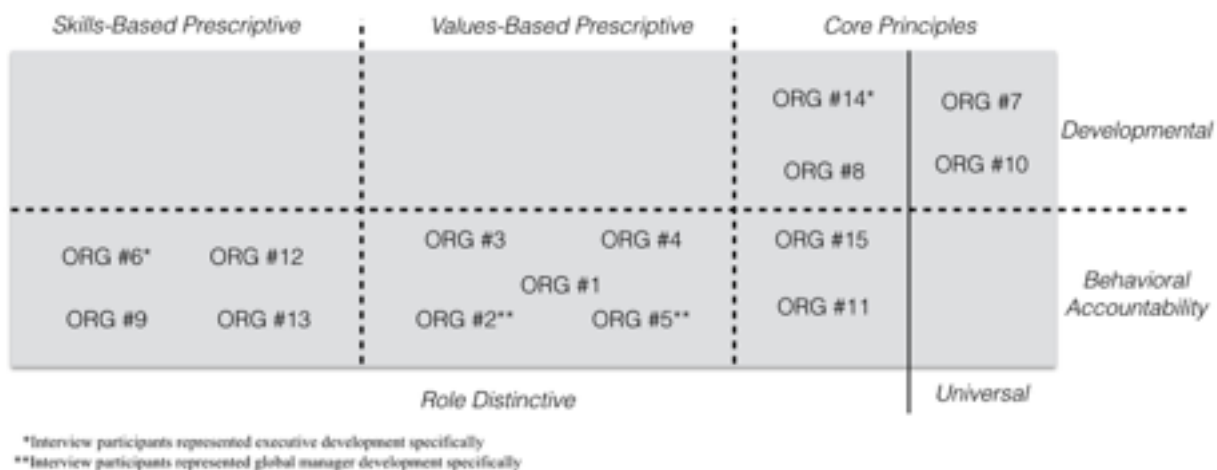 Skills-Based Prescriptive
Values-Based Prescriptive
Core Principles
ORG #14*
ORG #7
Developmental
ORG #8
ORG #10
ORG #3
ORG #4
ORG #15
ORG #6*
ORG #12
ORG #1
Behavioral
Accountability
ORG #9
ORG #13
ORG #2**
ORG #5**
ORG #11
Role Distinctive
Universal
*Interview participants represented executive development specifically
**Interview participants represented global manager development specifically